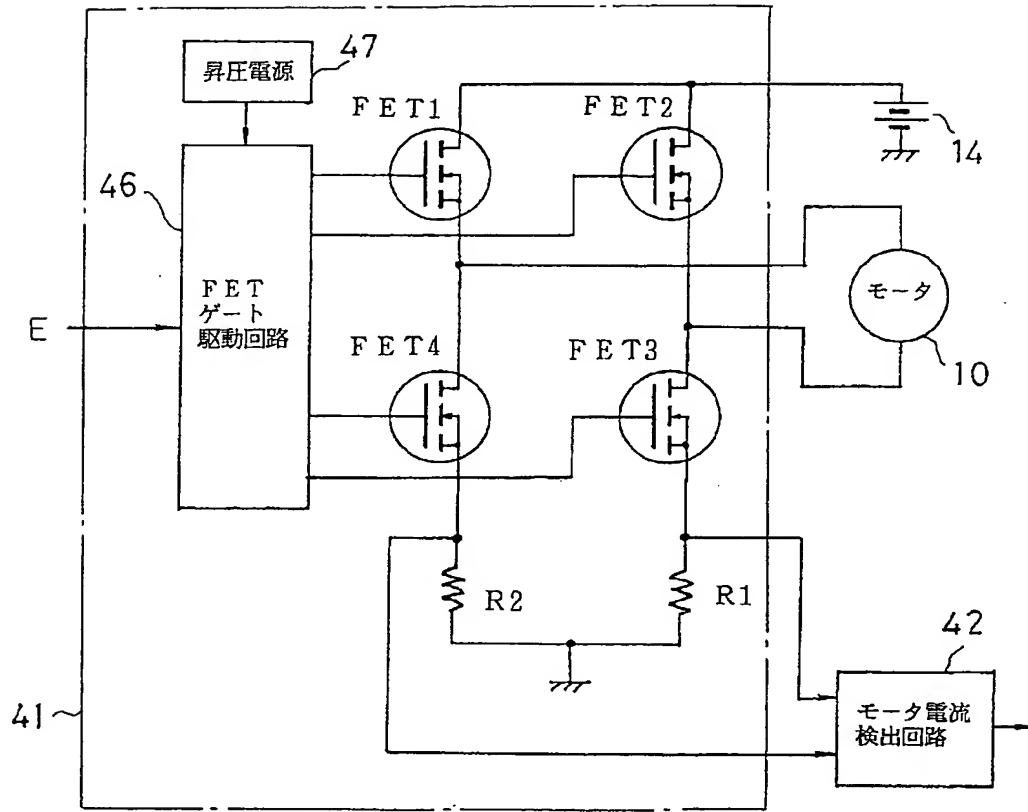 47
昇圧電源
FET1
FET2
14
46
FET
ゲート
駆動回路
E
モータ
10
FET4
FET3
R2
R1
42
41
モータ電流
検出回路